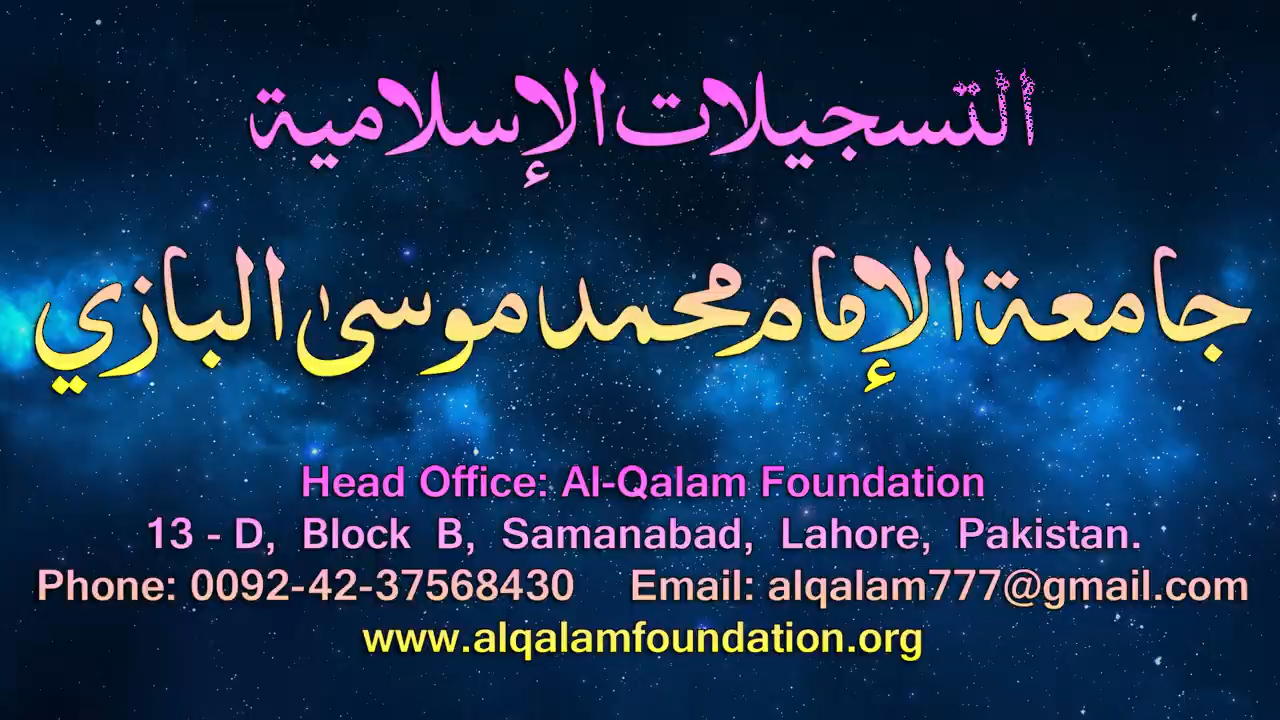 التسجيلات الإسلامية
جامعة الإمام محمد موسىٰ البازي
Head Office: Al-Qalam Foundation
13 - D, Block B, Samanabad, Lahore, Pakistan.
Phone: 0092-42-37568430 Email: alqalam777@gmail.com
www.alqalamfoundation.org